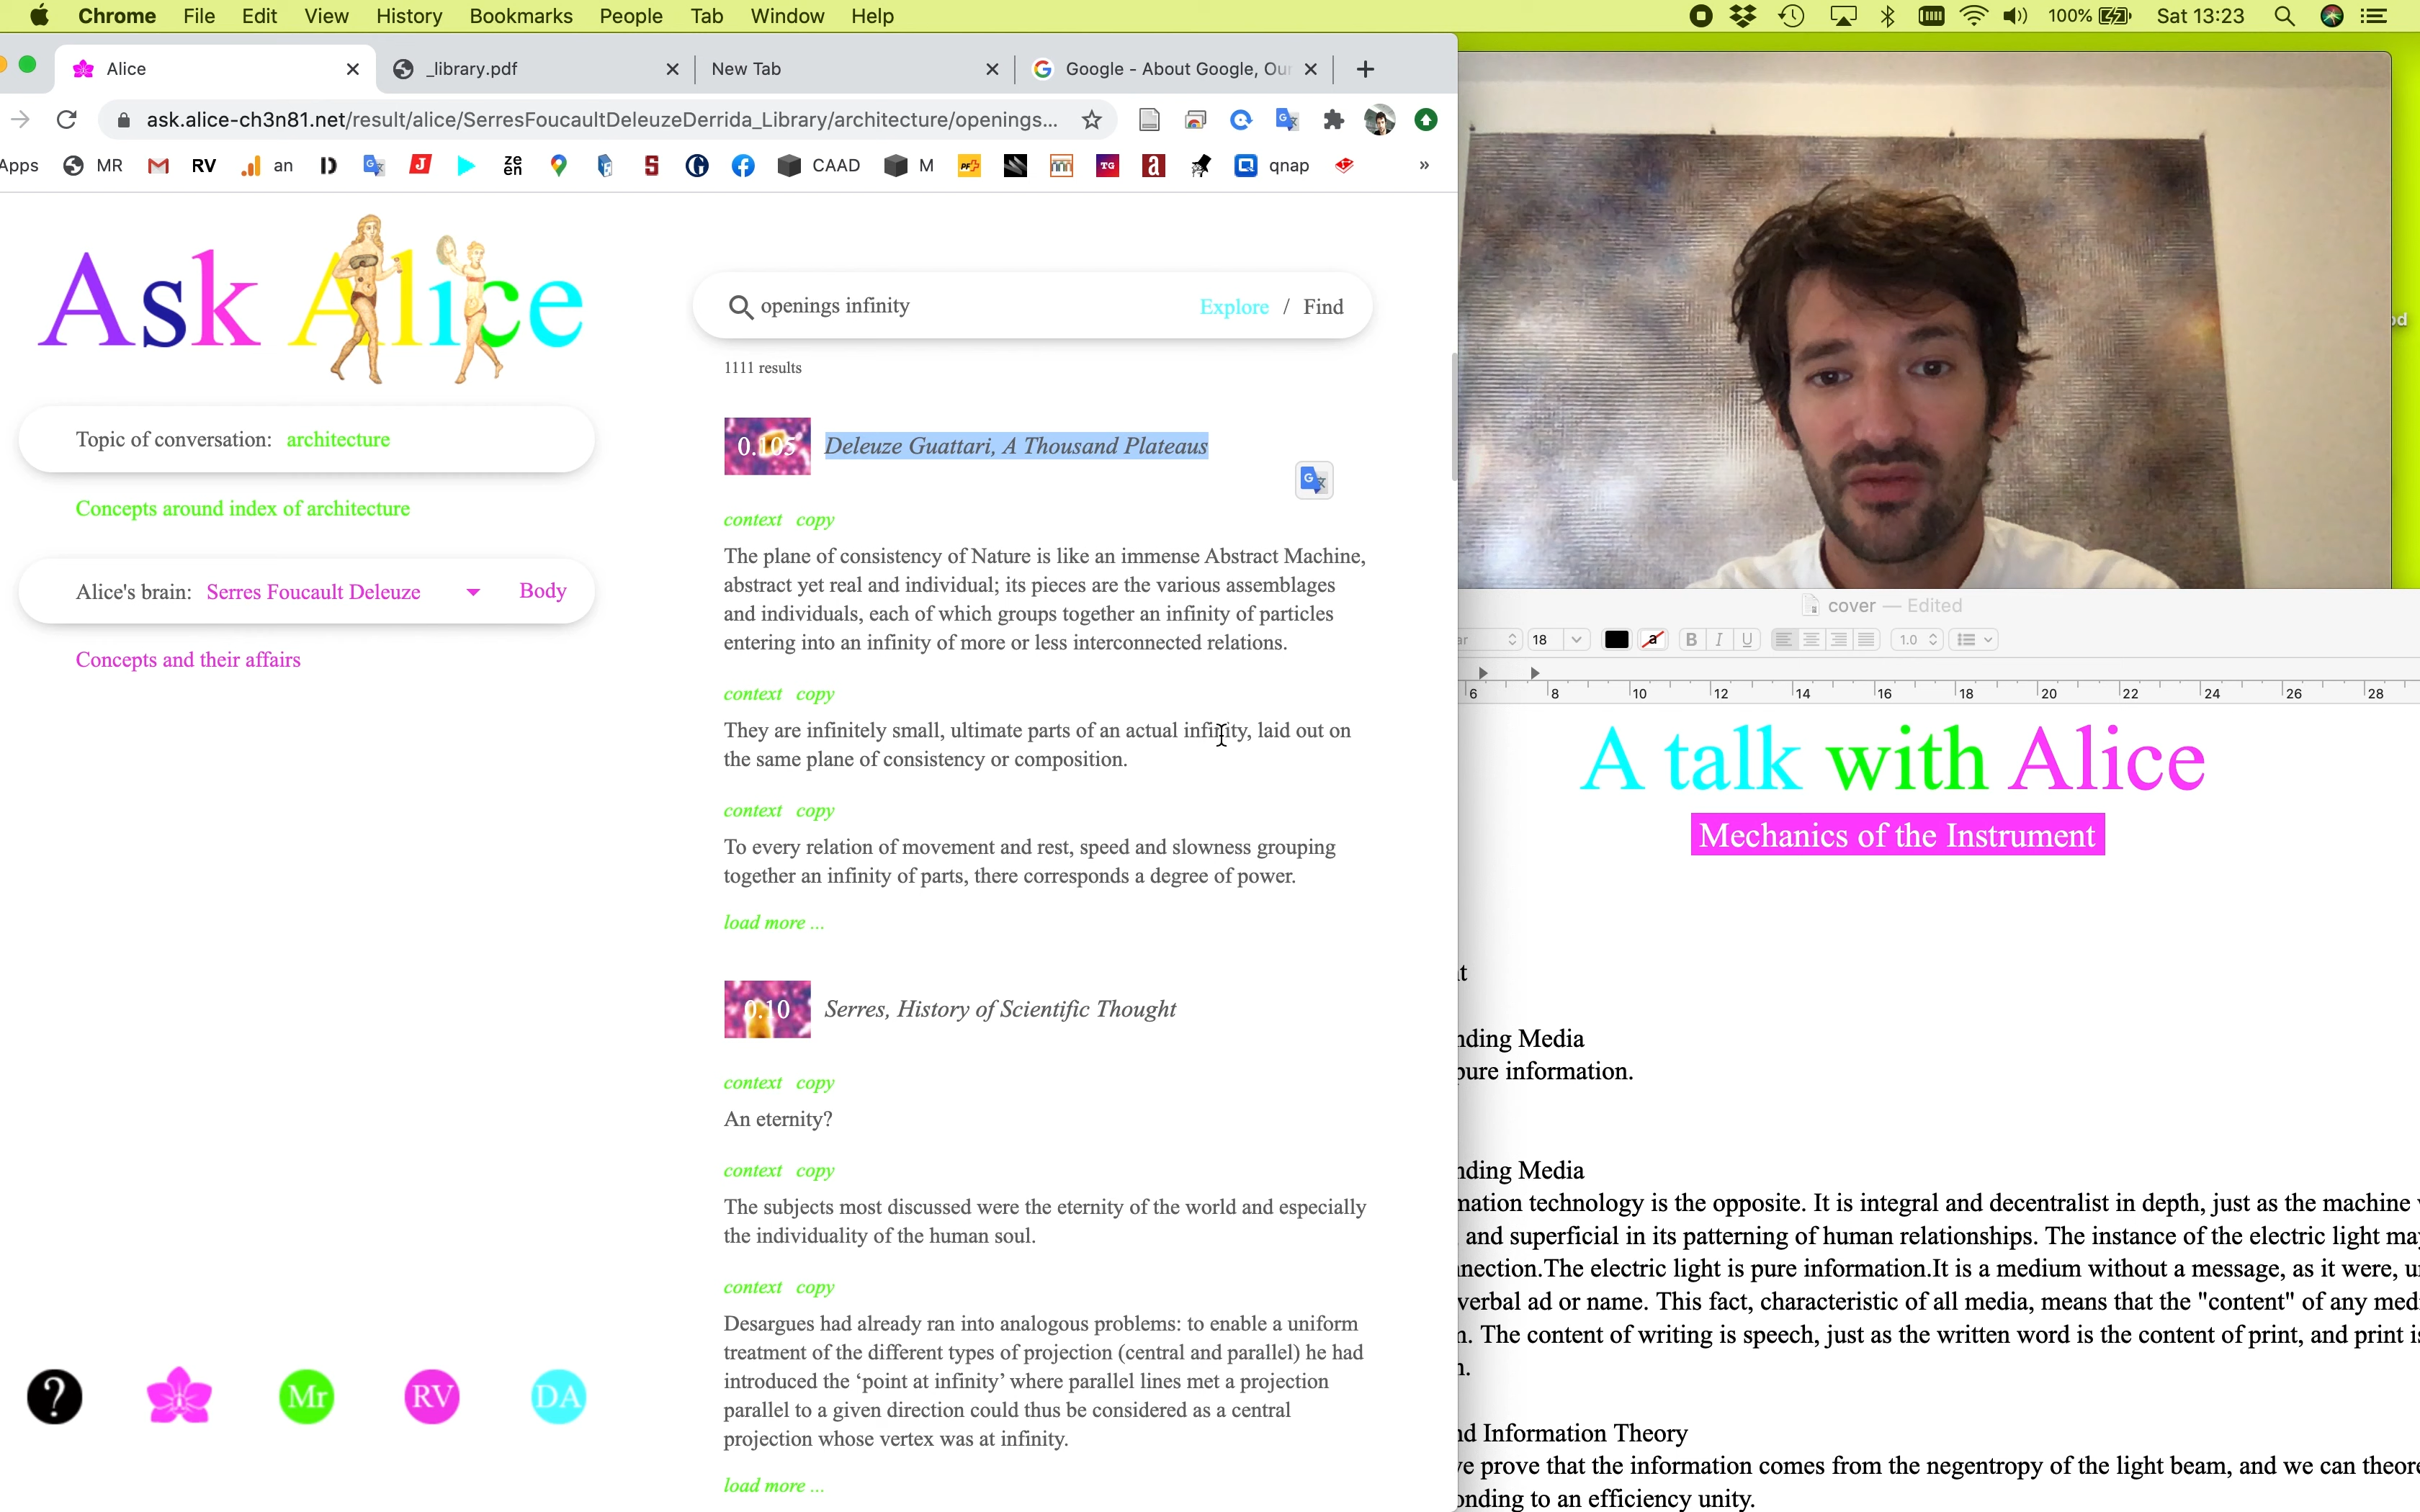 Chrome File Edit View History Bookmarks People Tab Window Help
100% Sat 13:23
Alice
_library.pdf
New Tab
Google - About Google, Our
ask.alice-ch3n81.net/result/alice/SerresFoucaultDeleuzeDerrida_Library/architecture/openings...
Apps MR RV an D ze en CAAD M PF+ TG a qnap »
Ask Alice
openings infinity
Explore / Find
1111 results
Topic of conversation: architecture
Concepts around index of architecture
Alice's brain: Serres Foucault Deleuze Body
Concepts and their affairs
0.105 Deleuze Guattari, A Thousand Plateaus
context copy
The plane of consistency of Nature is like an immense Abstract Machine,
abstract yet real and individual; its pieces are the various assemblages
and individuals, each of which groups together an infinity of particles
entering into an infinity of more or less interconnected relations.
context copy
They are infinitely small, ultimate parts of an actual infinity, laid out on
the same plane of consistency or composition.
context copy
To every relation of movement and rest, speed and slowness grouping
together an infinity of parts, there corresponds a degree of power.
load more ...
0.10 Serres, History of Scientific Thought
context copy
An eternity?
context copy
The subjects most discussed were the eternity of the world and especially
the individuality of the human soul.
context copy
Desargues had already ran into analogous problems: to enable a uniform
treatment of the different types of projection (central and parallel) he had
introduced the ‘point at infinity’ where parallel lines met a projection
parallel to a given direction could thus be considered as a central
projection whose vertex was at infinity.
load more ...
? Mr RV DA
cover — Edited
18 a B I U 1.0
6 8 10 12 14 16 18 20 22 24 26 28
A talk with Alice
Mechanics of the Instrument
nding Media
pure information.
nding Media
mation technology is the opposite. It is integral and decentralist in depth, just as the machine
and superficial in its patterning of human relationships. The instance of the electric light may
nnection.The electric light is pure information.It is a medium without a message, as it were, u
verbal ad or name. This fact, characteristic of all media, means that the "content" of any medi
n. The content of writing is speech, just as the written word is the content of print, and print is
n.
nd Information Theory
ve prove that the information comes from the negentropy of the light beam, and we can theore
onding to an efficiency unity.